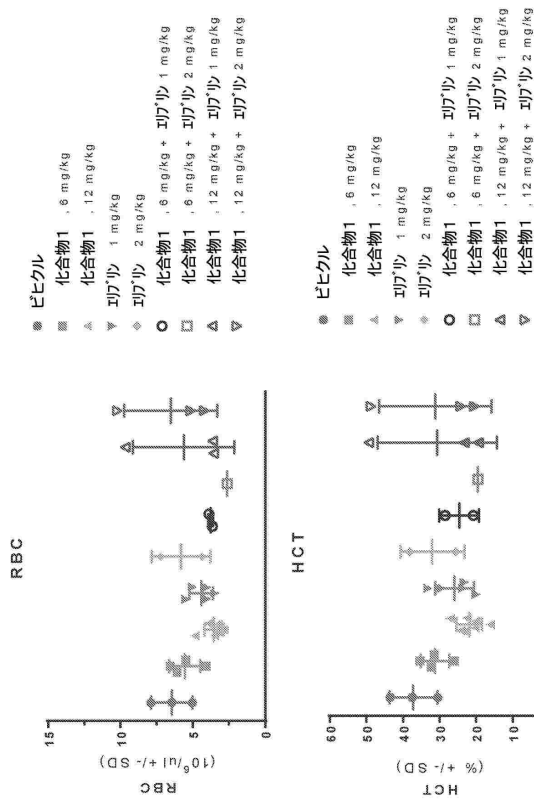 RBC
RBC
(10⁶/ul +/- SD)
15
10
5
0
ビヒクル
化合物1 , 6 mg/kg
化合物1 , 12 mg/kg
エリブリン 1 mg/kg
エリブリン 2 mg/kg
化合物1 , 6 mg/kg + エリブリン 1 mg/kg
化合物1 , 6 mg/kg + エリブリン 2 mg/kg
化合物1 , 12 mg/kg + エリブリン 1 mg/kg
化合物1 , 12 mg/kg + エリブリン 2 mg/kg
HCT
HCT
(% +/- SD)
60
50
40
30
20
10
ビヒクル
化合物1 , 6 mg/kg
化合物1 , 12 mg/kg
エリブリン 1 mg/kg
エリブリン 2 mg/kg
化合物1 , 6 mg/kg + エリブリン 1 mg/kg
化合物1 , 6 mg/kg + エリブリン 2 mg/kg
化合物1 , 12 mg/kg + エリブリン 1 mg/kg
化合物1 , 12 mg/kg + エリブリン 2 mg/kg